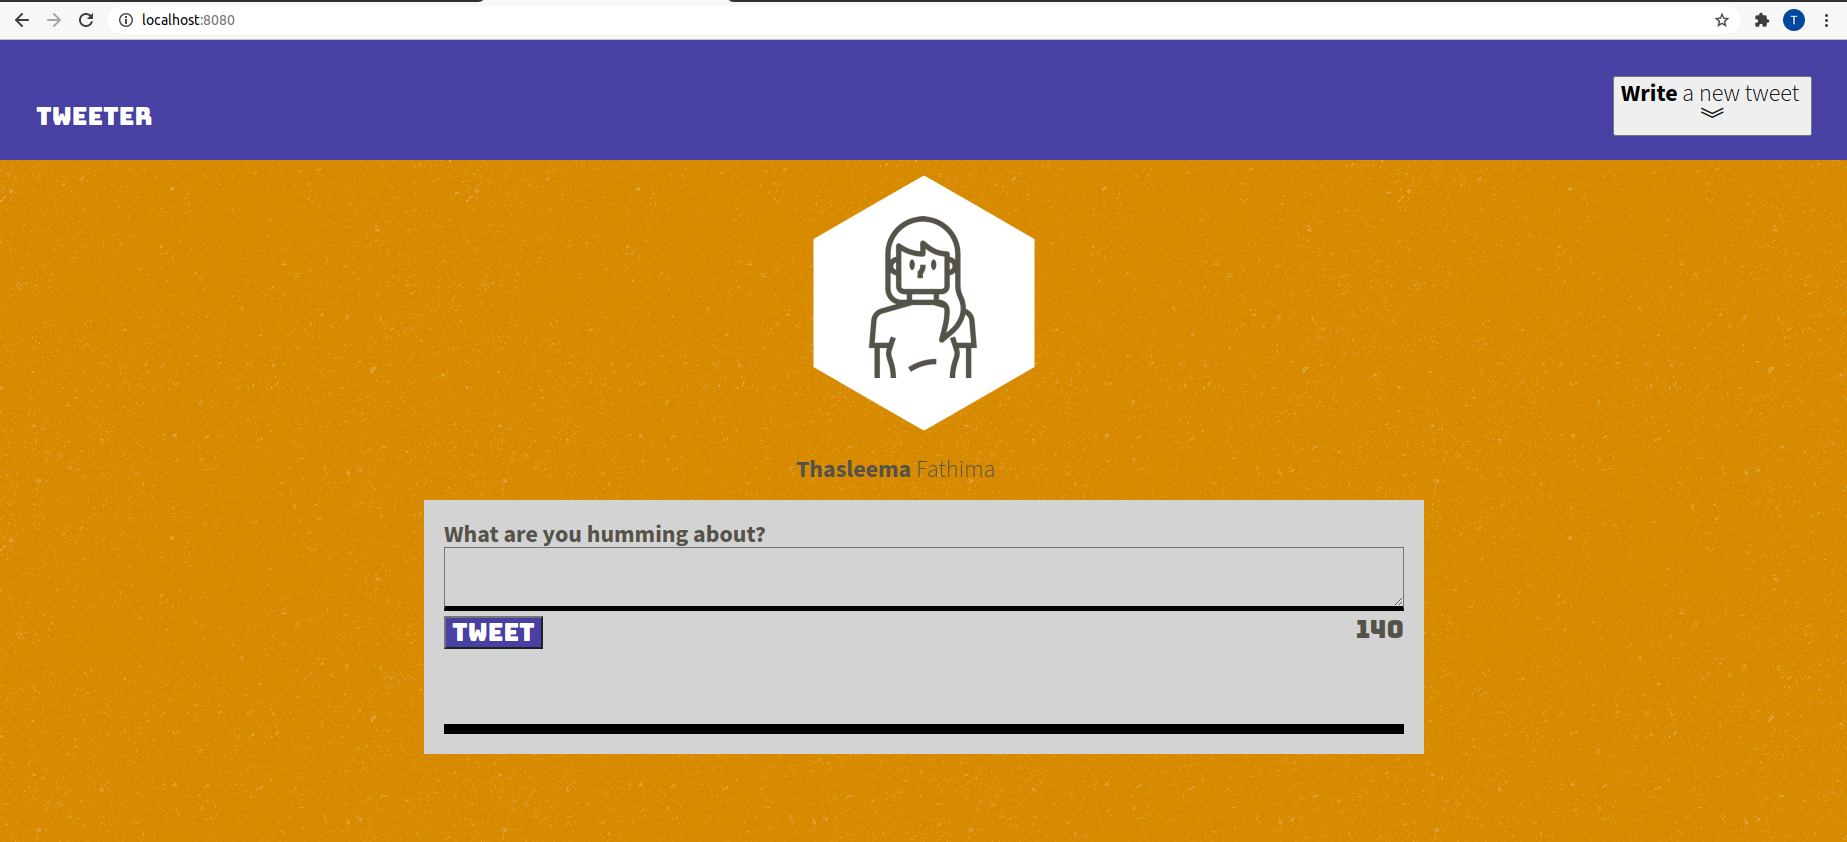 localhost:8080
T
TWEETER
Write a new tweet
Thasleema Fathima
What are you humming about?
TWEET
140